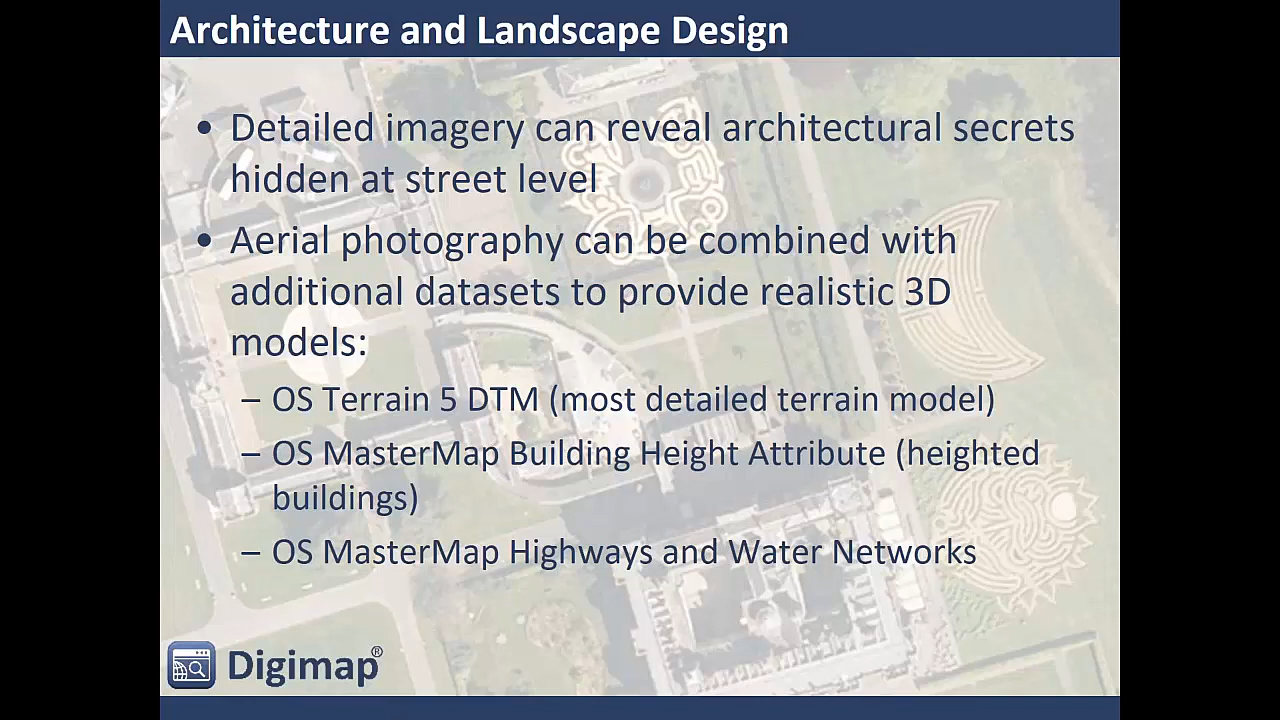 Architecture and Landscape Design
• Detailed imagery can reveal architectural secrets
hidden at street level
• Aerial photography can be combined with
additional datasets to provide realistic 3D
models:
– OS Terrain 5 DTM (most detailed terrain model)
– OS MasterMap Building Height Attribute (heighted
buildings)
– OS MasterMap Highways and Water Networks
Digimap®